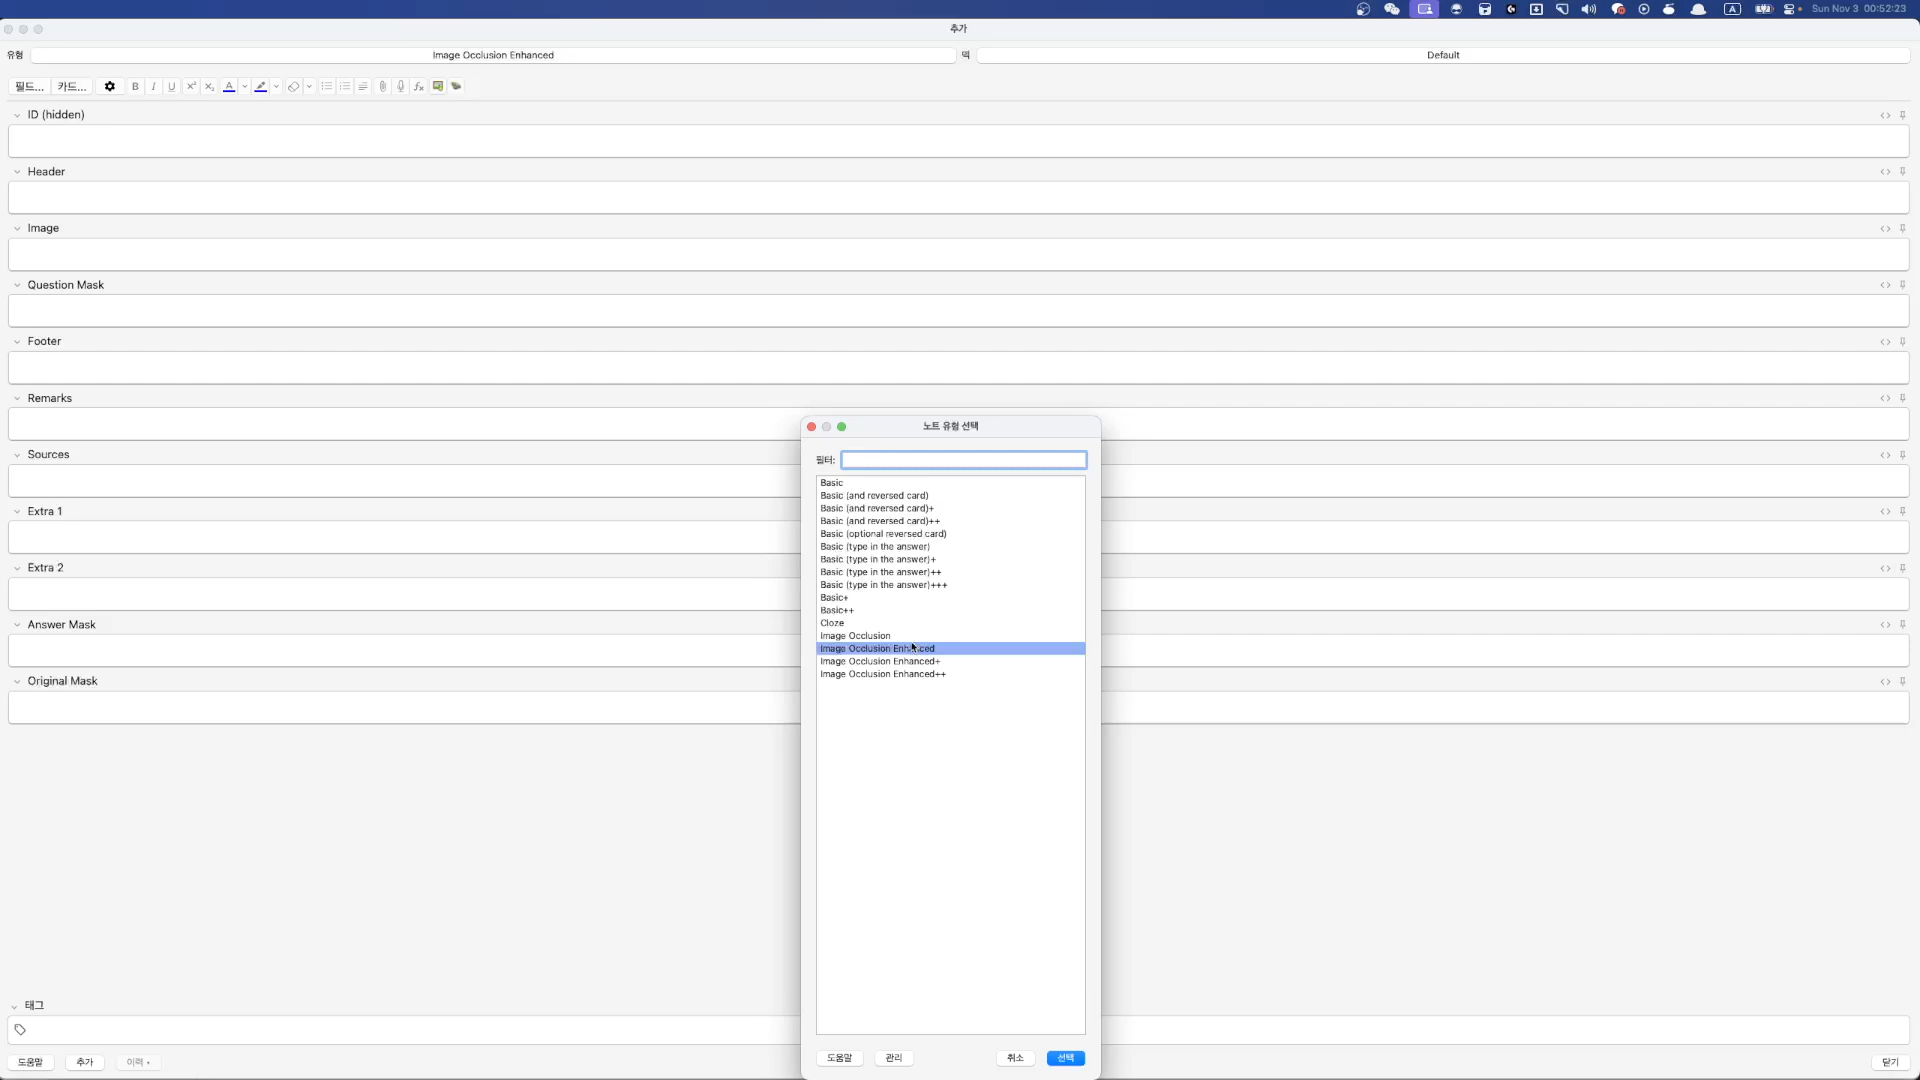 Sun Nov 3 00:52:23
추가
유형
Image Occlusion Enhanced
덱
Default
필드...
카드...
ID (hidden)
Header
Image
Question Mask
Footer
Remarks
Sources
Extra 1
Extra 2
Answer Mask
Original Mask
노트 유형 선택
필터:
Basic
Basic (and reversed card)
Basic (and reversed card)+
Basic (and reversed card)++
Basic (optional reversed card)
Basic (type in the answer)
Basic (type in the answer)+
Basic (type in the answer)++
Basic (type in the answer)+++
Basic+
Basic++
Cloze
Image Occlusion
Image Occlusion Enhanced
Image Occlusion Enhanced+
Image Occlusion Enhanced++
도움말
관리
취소
선택
태그
도움말
추가
이력
닫기